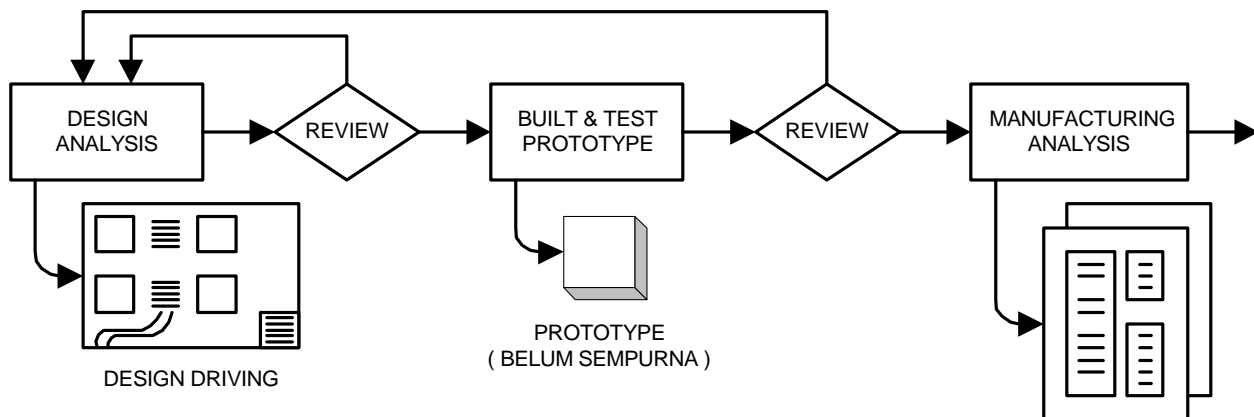 DESIGN
ANALYSIS
REVIEW
BUILT & TEST
PROTOTYPE
REVIEW
MANUFACTURING
ANALYSIS
DESIGN DRIVING
PROTOTYPE
( BELUM SEMPURNA )